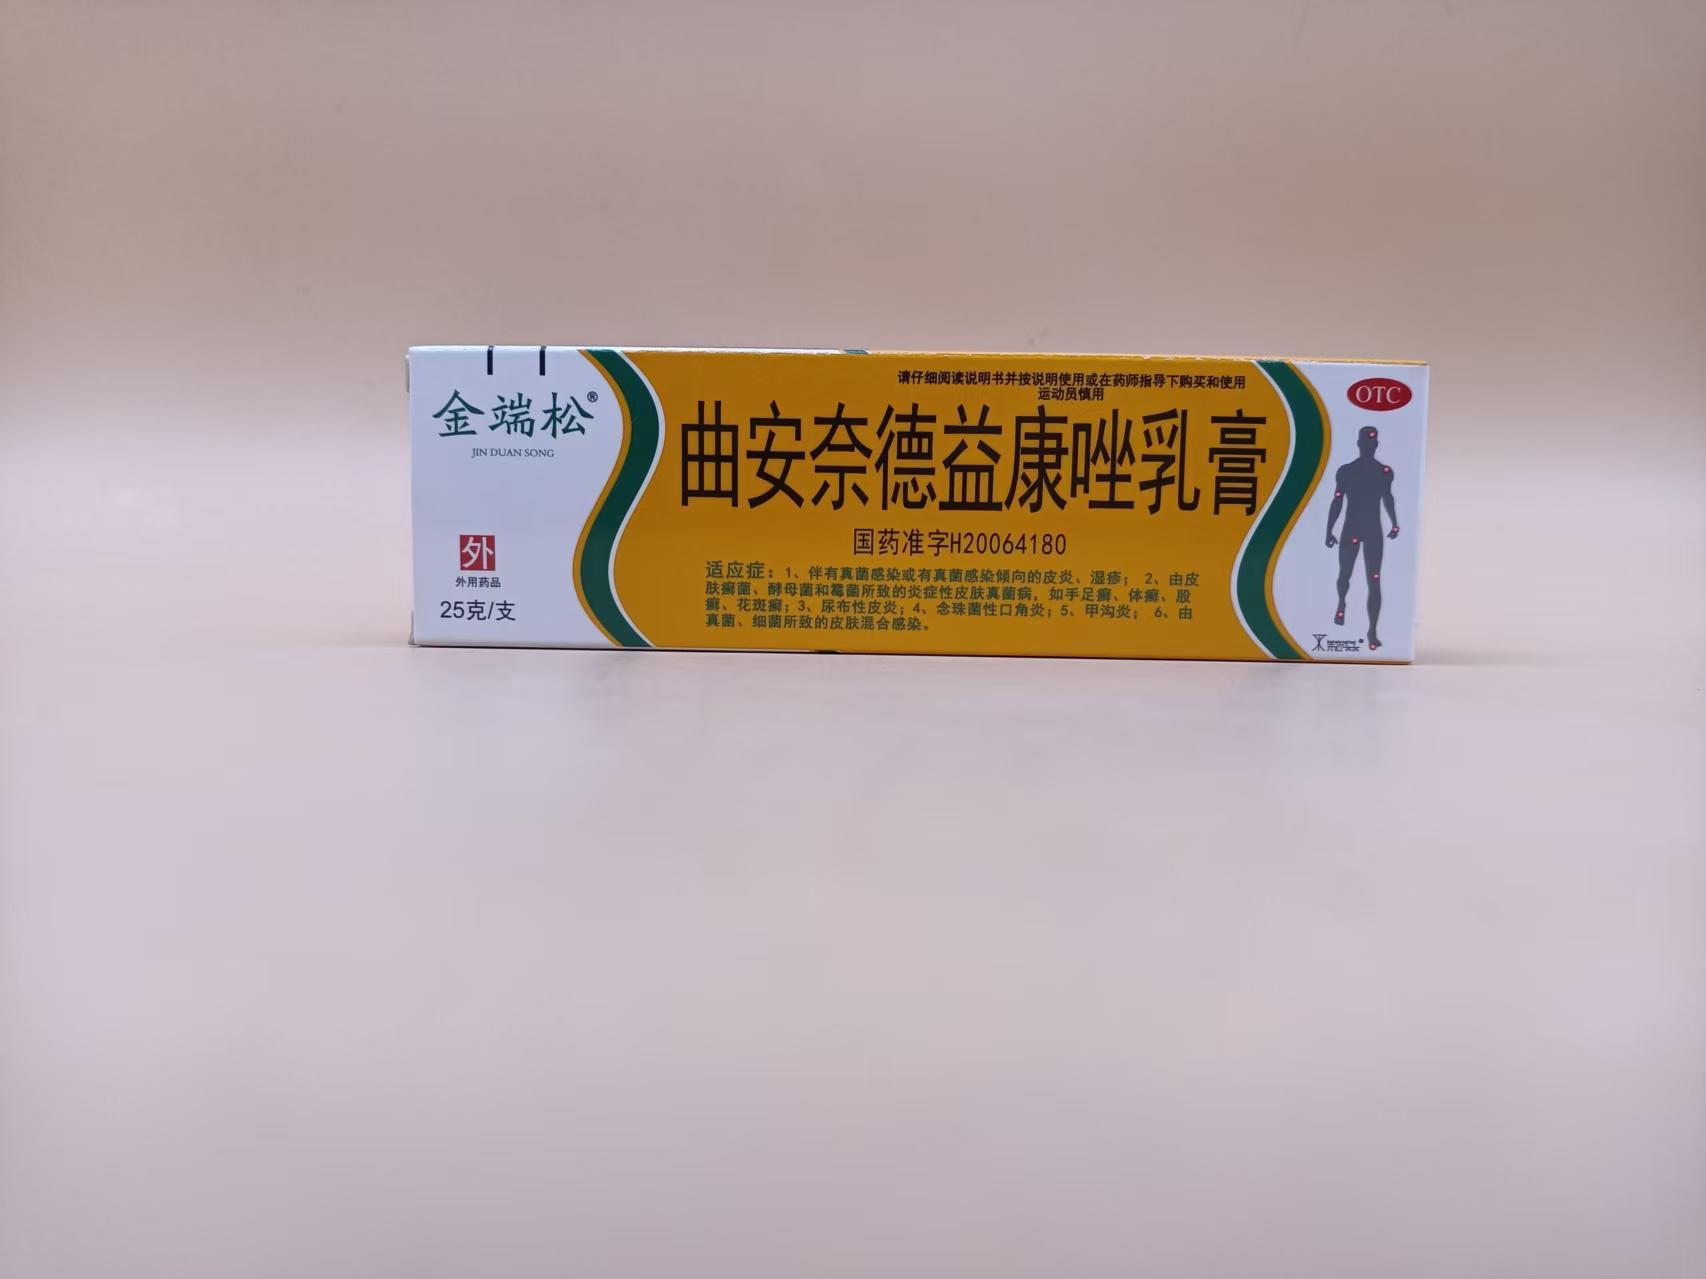 金端松®
JIN DUAN SONG
外
外用药品
25克/支
请仔细阅读说明书并按说明使用或在药师指导下购买和使用
运动员慎用
曲安奈德益康唑乳膏
国药准字H20064180
适应症：1、伴有真菌感染或有真菌感染倾向的皮炎、湿疹； 2、由皮
肤癣菌、酵母菌和霉菌所致的炎症性皮肤真菌病，如手足癣、体癣、股
癣、花斑癣；3、尿布性皮炎；4、念珠菌性口角炎；5、甲沟炎； 6、由
真菌、细菌所致的皮肤混合感染。
OTC